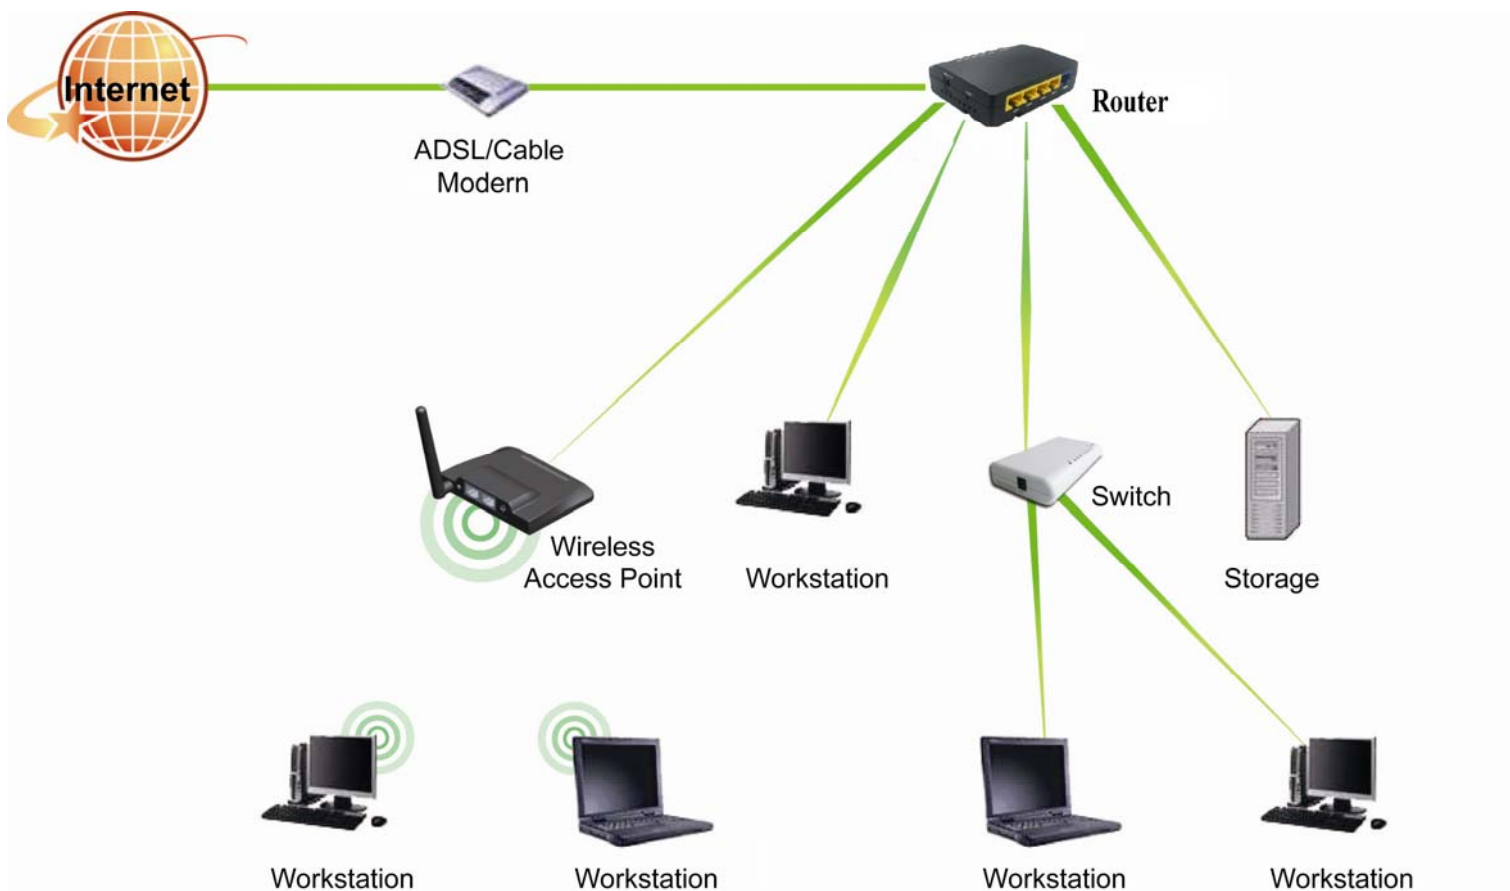 Internet
ADSL/Cable
Modern
Router
Wireless
Access Point
Workstation
Switch
Storage
Workstation
Workstation
Workstation
Workstation